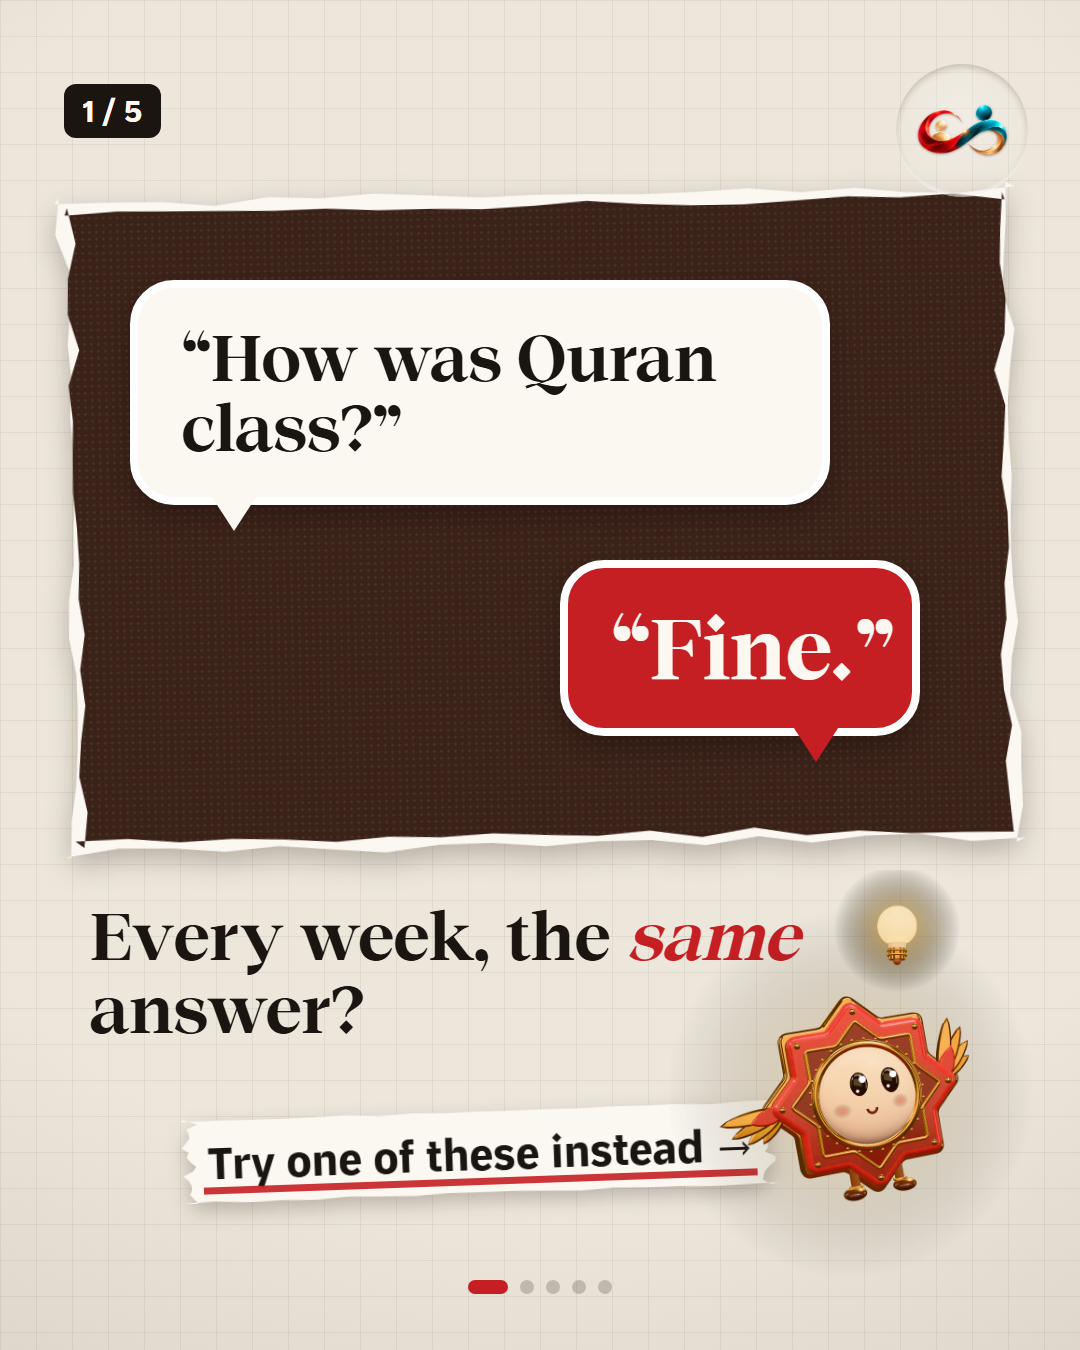 1 / 5
“How was Quran
class?”
“Fine.”
Every week, the same
answer?
Try one of these instead →